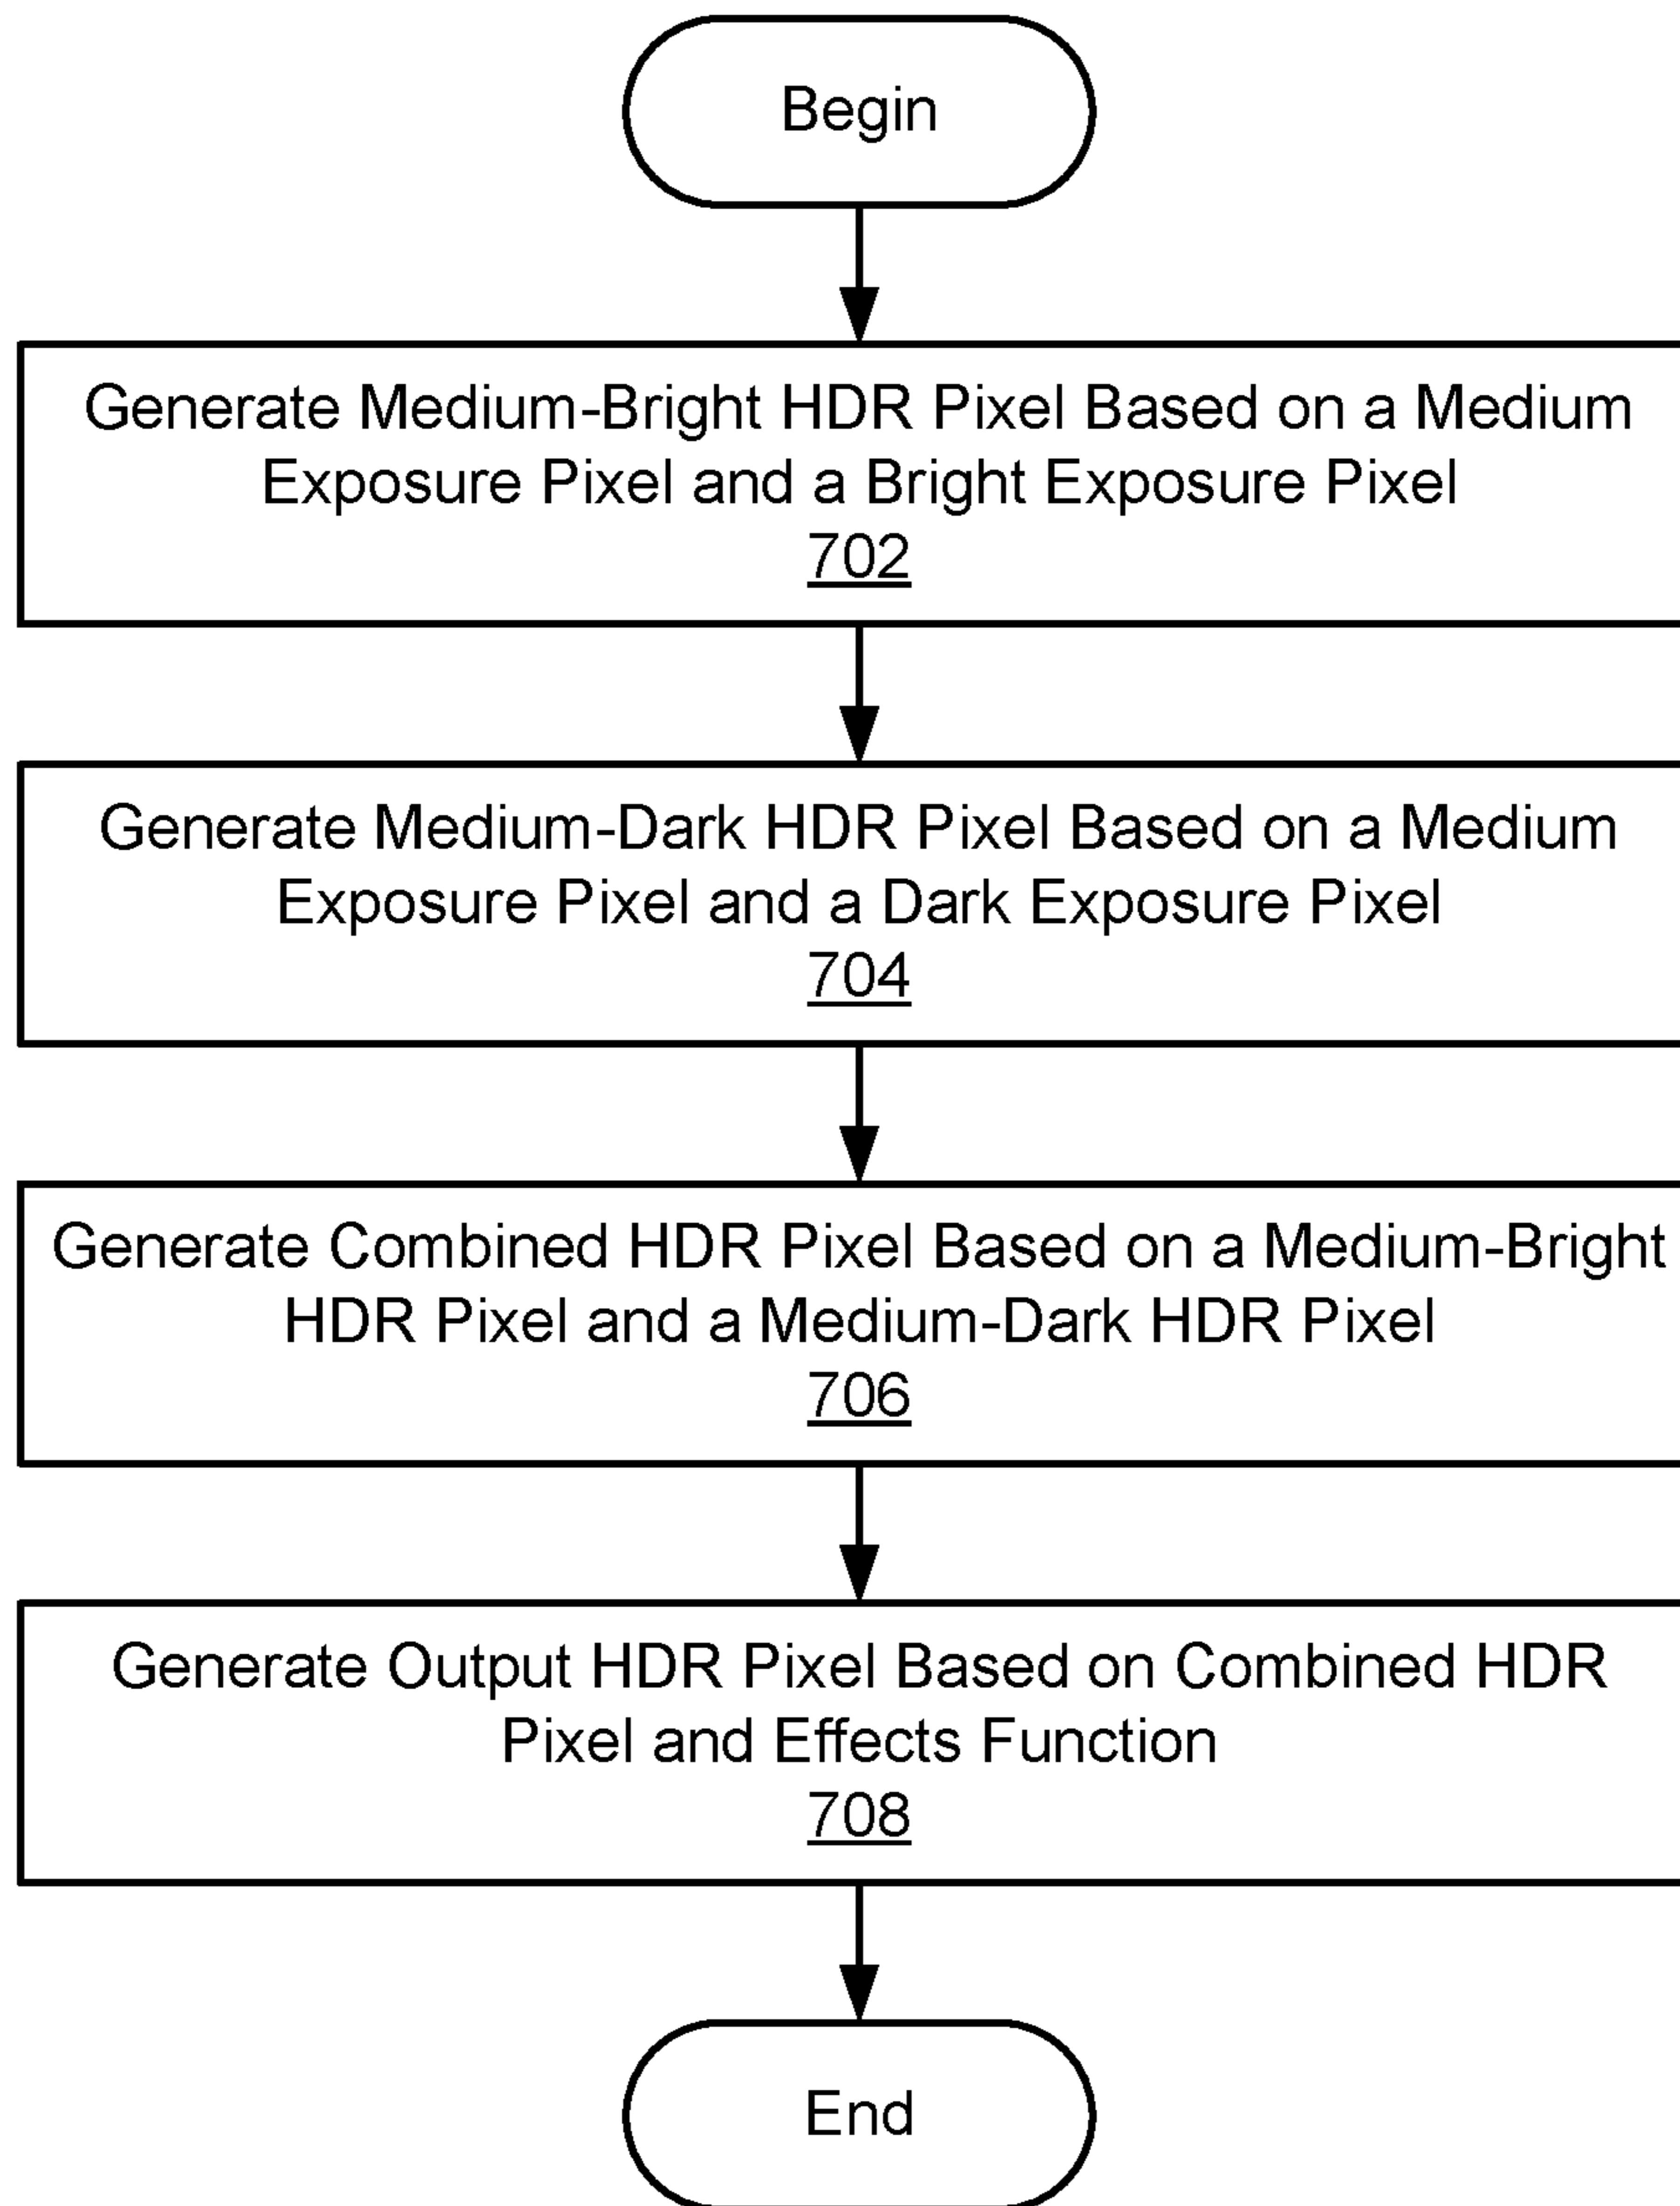 Begin
Generate Medium-Bright HDR Pixel Based on a Medium
Exposure Pixel and a Bright Exposure Pixel
702
Generate Medium-Dark HDR Pixel Based on a Medium
Exposure Pixel and a Dark Exposure Pixel
704
Generate Combined HDR Pixel Based on a Medium-Bright
HDR Pixel and a Medium-Dark HDR Pixel
706
Generate Output HDR Pixel Based on Combined HDR
Pixel and Effects Function
708
End